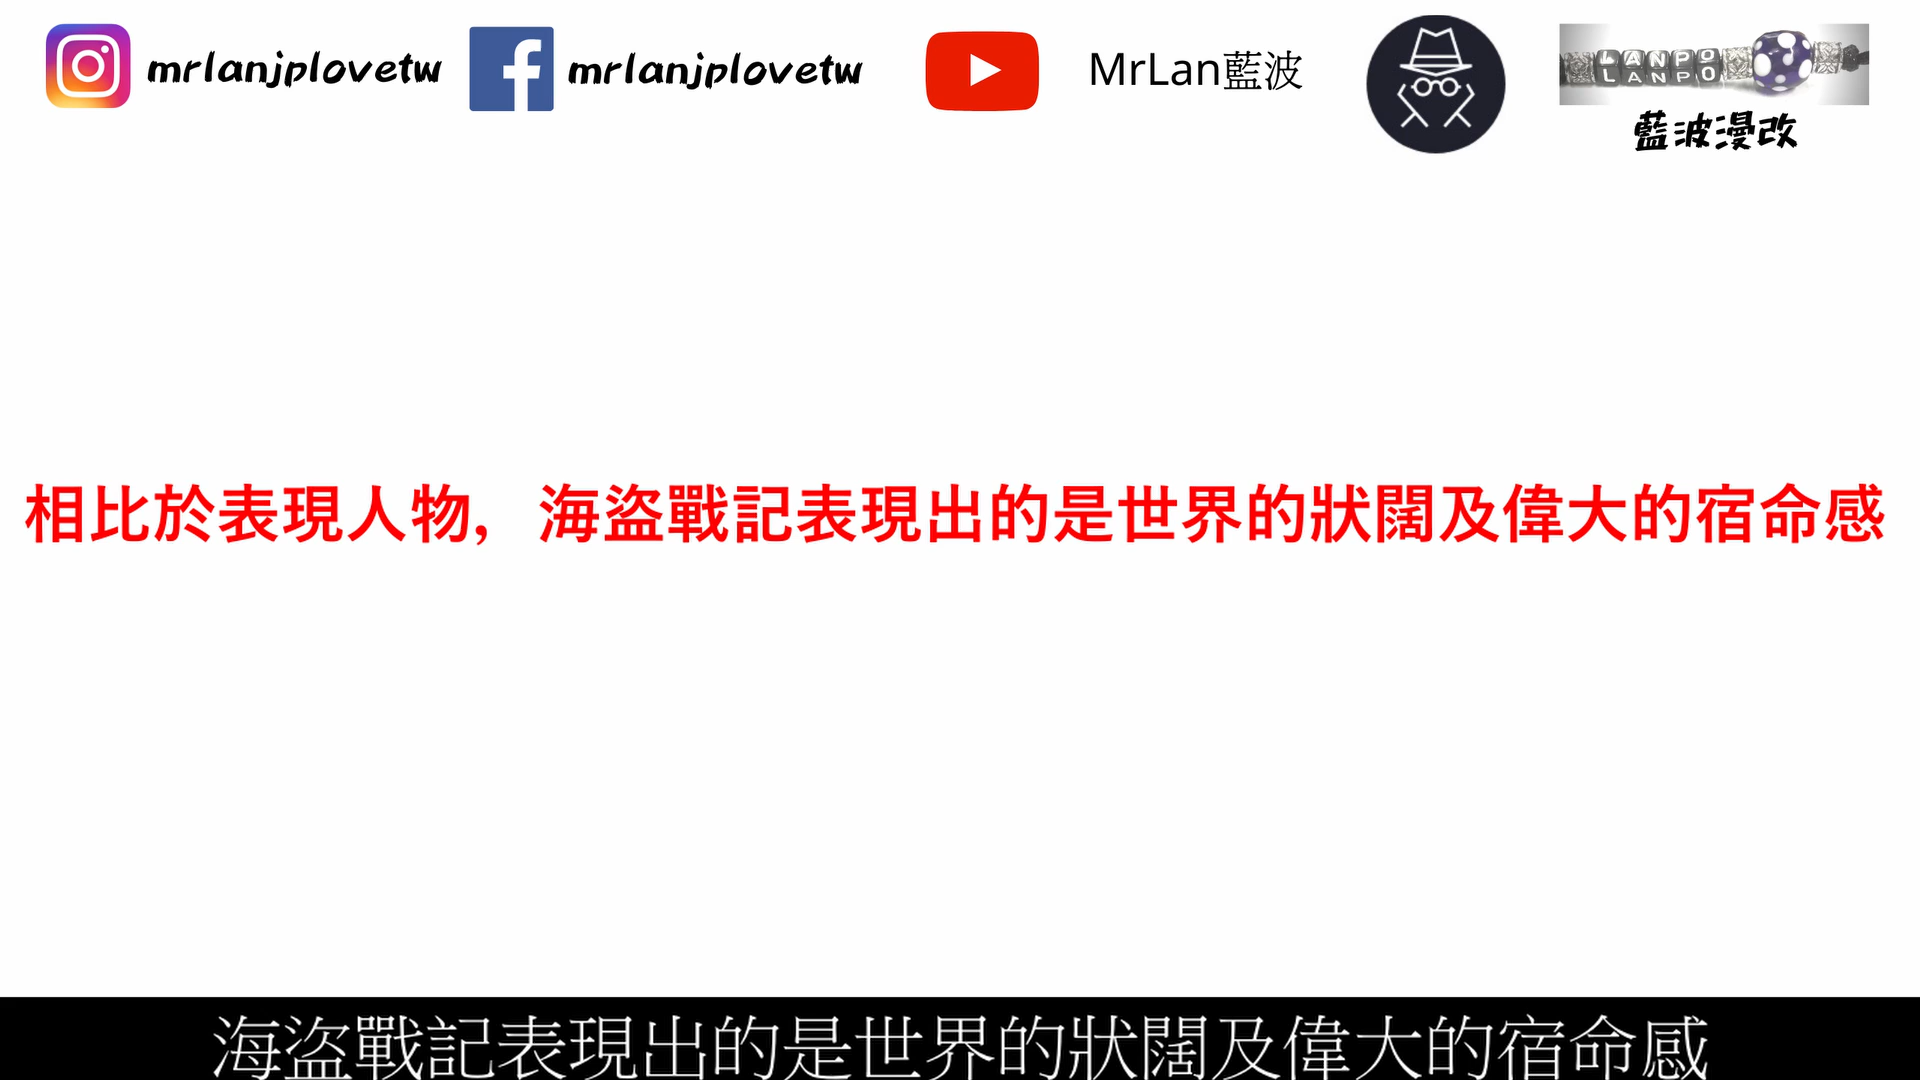 mrlanjplovetw
mrlanjplovetw
MrLan藍波
LANPO
LANPO
藍波漫改
相比於表現人物，海盜戰記表現出的是世界的狀闊及偉大的宿命感
海盜戰記表現出的是世界的狀闊及偉大的宿命感